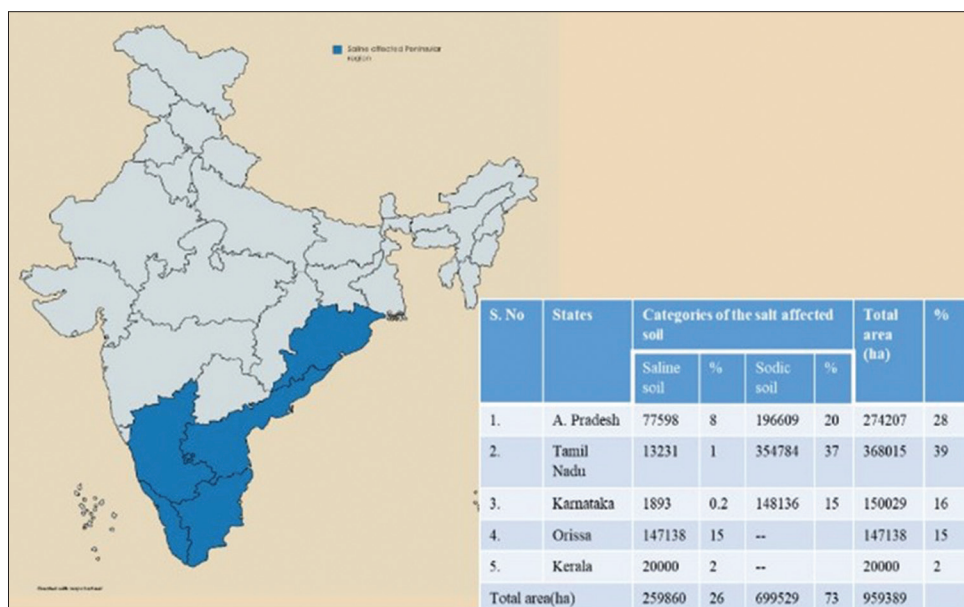 Saline affected Peninsular
region
S. No States Categories of the salt affected Total %
soil area
(ha)
Saline % Sodic %
soil soil
1. A. Pradesh 77598 8 196609 20 274207 28
2. Tamil 13231 1 354784 37 368015 39
Nadu
3. Karnataka 1893 0.2 148136 15 150029 16
4. Orissa 147138 15 -- 147138 15
5. Kerala 20000 2 -- 20000 2
Total area(ha) 259860 26 699529 73 959389